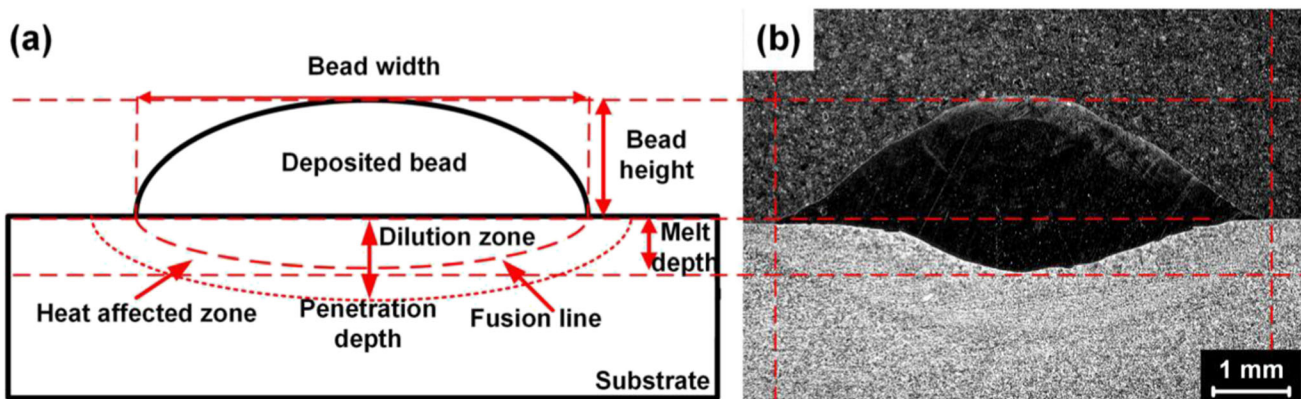 (a)
Bead width
Deposited bead
Bead
height
Dilution zone
Melt
depth
Heat affected zone
Penetration
depth
Fusion line
Substrate
(b)
1 mm